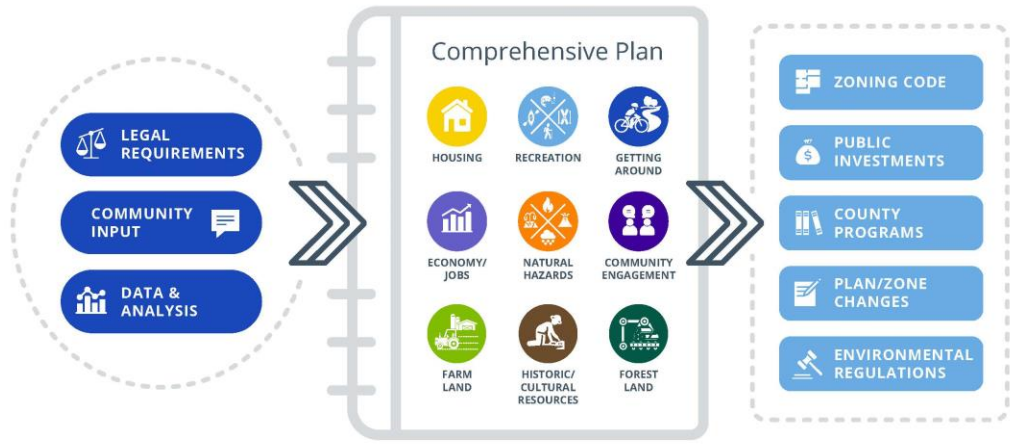 LEGAL
REQUIREMENTS
COMMUNITY
INPUT
DATA &
ANALYSIS
Comprehensive Plan
HOUSING
RECREATION
GETTING
AROUND
ECONOMY/
JOBS
NATURAL
HAZARDS
COMMUNITY
ENGAGEMENT
FARM
LAND
HISTORIC/
CULTURAL
RESOURCES
FOREST
LAND
ZONING CODE
PUBLIC
INVESTMENTS
COUNTY
PROGRAMS
PLAN/ZONE
CHANGES
ENVIRONMENTAL
REGULATIONS